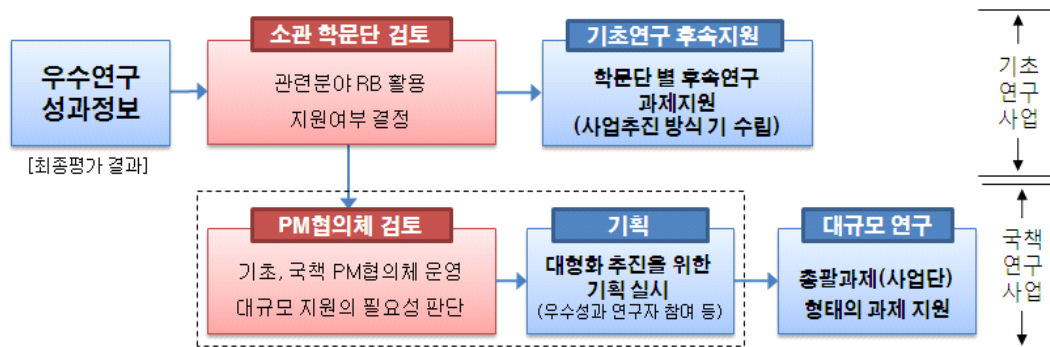 우수연구
성과정보
[최종평가 결과]
소관 학문단 검토
관련분야 RB 활용
지원여부 결정
기초연구 후속지원
학문단 별 후속연구
과제지원
(사업추진 방식 기 수립)
기초
연구
사업
PM협의체 검토
기초, 국책 PM협의체 운영
대규모 지원의 필요성 판단
기획
대형화 추진을 위한
기획 실시
(우수성과 연구자 참여 등)
대규모 연구
총괄과제(사업단)
형태의 과제 지원
국책
연구
사업